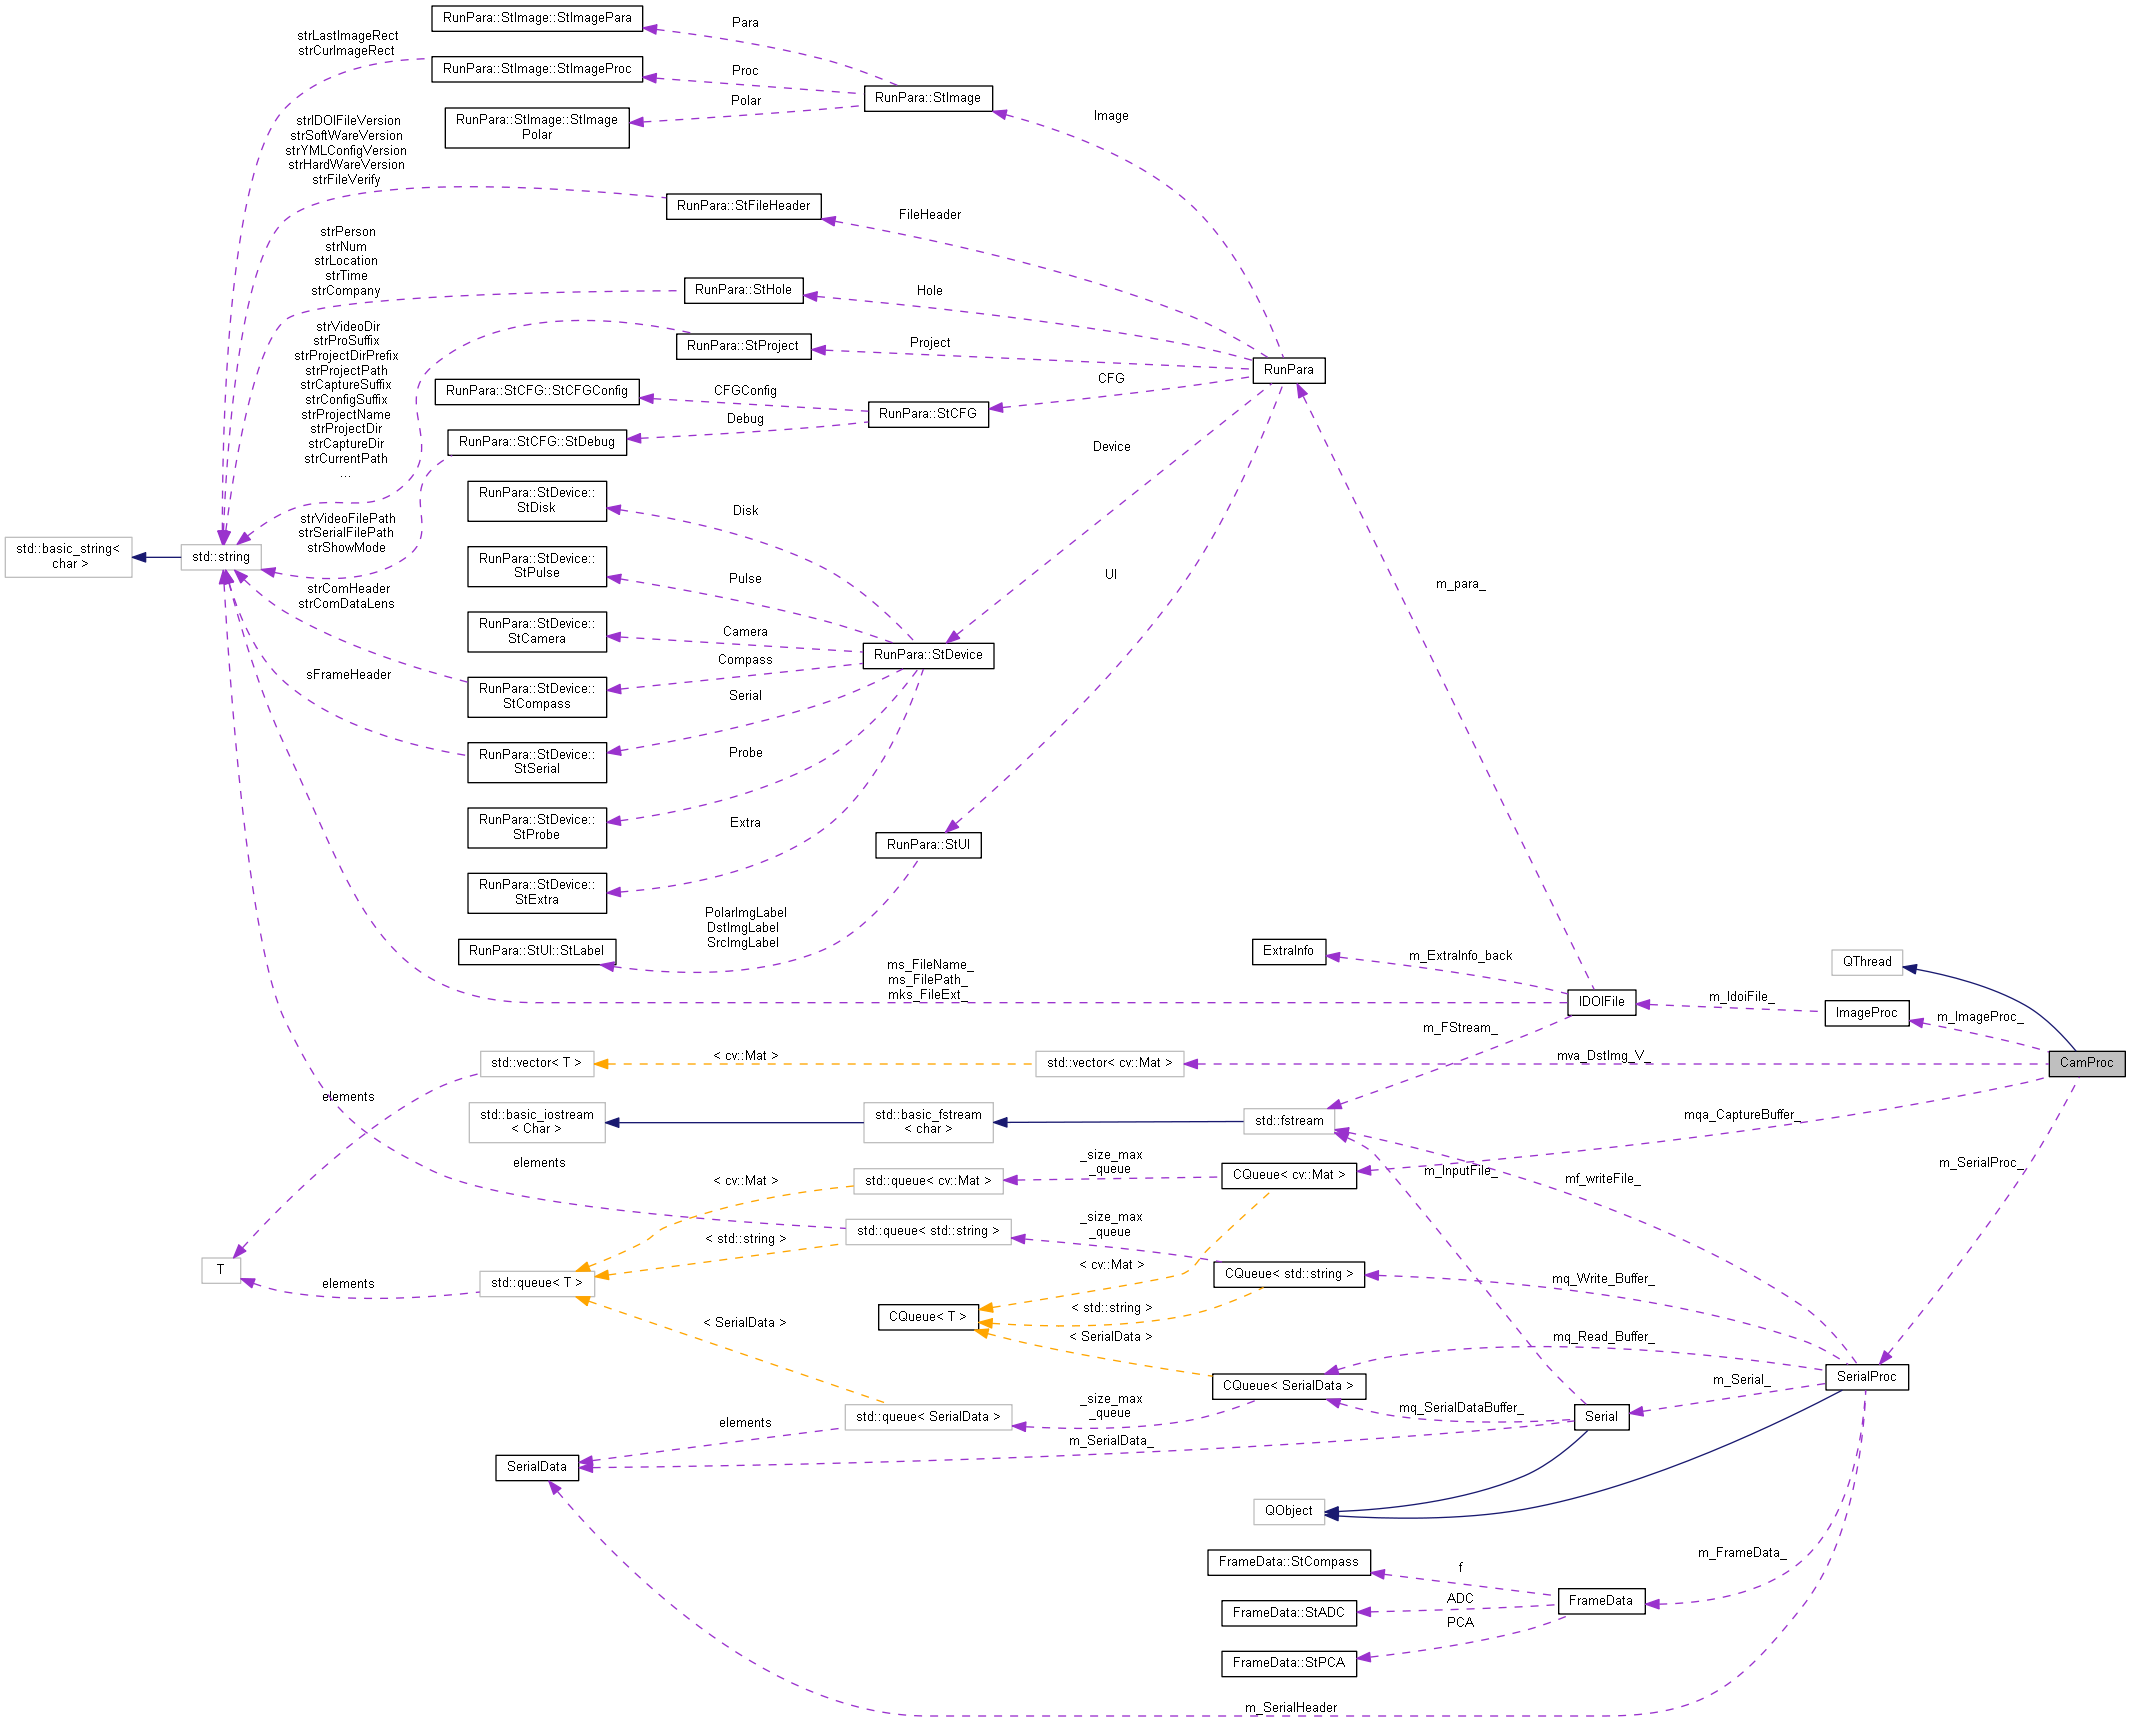 RunPara::StImage::StImagePara
Para
strLastImageRect
strCurImageRect
RunPara::StImage::StImageProc
Proc
RunPara::StImage
Polar
RunPara::StImage::StImage
Polar
Image
strIDOIFileVersion
strSoftWareVersion
strYMLConfigVersion
strHardWareVersion
strFileVerify
RunPara::StFileHeader
FileHeader
strPerson
strNum
strLocation
strTime
strCompany
RunPara::StHole
Hole
strVideoDir
strProSuffix
strProjectDirPrefix
strProjectPath
strCaptureSuffix
strConfigSuffix
strProjectName
strProjectDir
strCaptureDir
strCurrentPath
...
RunPara::StProject
Project
RunPara
CFG
RunPara::StCFG::StCFGConfig
CFGConfig
RunPara::StCFG
Debug
RunPara::StCFG::StDebug
Device
RunPara::StDevice::
StDisk
Disk
strVideoFilePath
strSerialFilePath
strShowMode
std::basic_string<
char >
std::string
RunPara::StDevice::
StPulse
Pulse
UI
m_para_
strComHeader
strComDataLens
RunPara::StDevice::
StCamera
Camera
RunPara::StDevice
Compass
sFrameHeader
RunPara::StDevice::
StCompass
Serial
RunPara::StDevice::
StSerial
Probe
RunPara::StDevice::
StProbe
Extra
RunPara::StUI
RunPara::StDevice::
StExtra
PolarImgLabel
DstImgLabel
SrcImgLabel
RunPara::StUI::StLabel
ExtraInfo
m_ExtraInfo_back
QThread
ms_FileName_
ms_FilePath_
mks_FileExt_
IDOIFile
m_IdoiFile_
ImageProc
m_ImageProc_
m_FStream_
std::vector< T >
< cv::Mat >
std::vector< cv::Mat >
mva_DstImg_V_
CamProc
elements
std::basic_iostream
< Char >
std::basic_fstream
< char >
std::fstream
mqa_CaptureBuffer_
elements
_size_max
_queue
CQueue< cv::Mat >
m_InputFile_
mf_writeFile_
m_SerialProc_
< cv::Mat >
std::queue< cv::Mat >
_size_max
_queue
< std::string >
std::queue< std::string >
T
elements
std::queue< T >
< cv::Mat >
CQueue< std::string >
mq_Write_Buffer_
CQueue< T >
< std::string >
< SerialData >
< SerialData >
mq_Read_Buffer_
CQueue< SerialData >
m_Serial_
SerialProc
_size_max
_queue
mq_SerialDataBuffer_
Serial
elements
std::queue< SerialData >
m_SerialData_
SerialData
QObject
FrameData::StCompass
f
m_FrameData_
ADC
FrameData
FrameData::StADC
PCA
FrameData::StPCA
m_SerialHeader